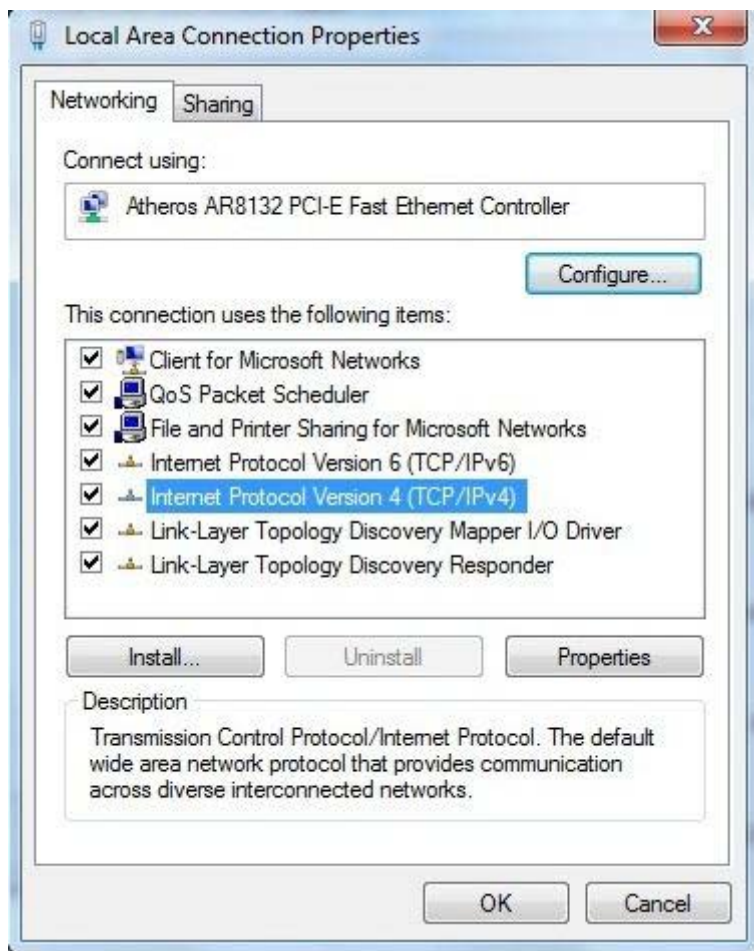 Local Area Connection Properties
Networking
Sharing
Connect using:
Atheros AR8132 PCI-E Fast Ethernet Controller
Configure...
This connection uses the following items:
Client for Microsoft Networks
QoS Packet Scheduler
File and Printer Sharing for Microsoft Networks
Internet Protocol Version 6 (TCP/IPv6)
Internet Protocol Version 4 (TCP/IPv4)
Link-Layer Topology Discovery Mapper I/O Driver
Link-Layer Topology Discovery Responder
Install...
Uninstall
Properties
Description
Transmission Control Protocol/Internet Protocol. The default
wide area network protocol that provides communication
across diverse interconnected networks.
OK
Cancel